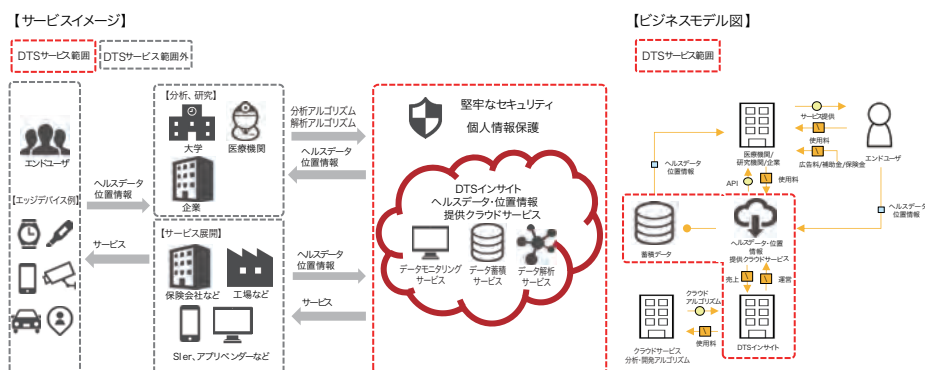 【サービスイメージ】
DTSサービス範囲
DTSサービス範囲外
エンドユーザ
【エッジデバイス例】
ヘルスデータ
位置情報
サービス
【分析、研究】
大学
医療機関
企業
【サービス展開】
保険会社など
工場など
SIer、アプリベンダーなど
分析アルゴリズム
解析アルゴリズム
ヘルスデータ
位置情報
ヘルスデータ
位置情報
サービス
堅牢なセキュリティ
個人情報保護
DTSインサイト
ヘルスデータ・位置情報
提供クラウドサービス
データモニタリング
サービス
データ蓄積
サービス
データ解析
サービス
【ビジネスモデル図】
DTSサービス範囲
医療機関/
研究機関/企業
サービス提供
使用料
広告料/補助金/保険金
エンドユーザ
ヘルスデータ
位置情報
API
使用料
ヘルスデータ
位置情報
蓄積データ
ヘルスデータ・位置
情報
提供クラウドサービス
売上
運営
クラウド
アルゴリズム
使用料
クラウドサービス
分析・開発アルゴリズム
DTSインサイト